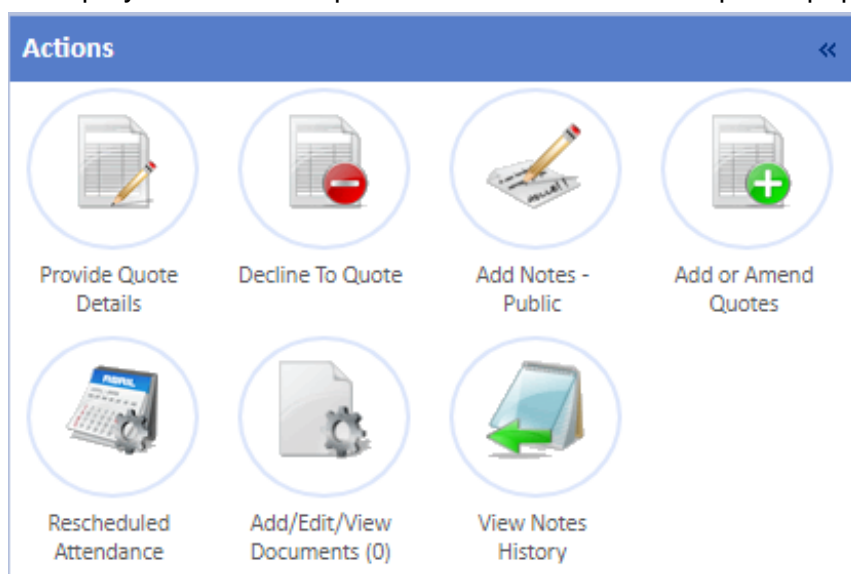 Actions «
Provide Quote Details
Decline To Quote
Add Notes - Public
Add or Amend Quotes
APRIL
Rescheduled Attendance
Add/Edit/View Documents (0)
View Notes History